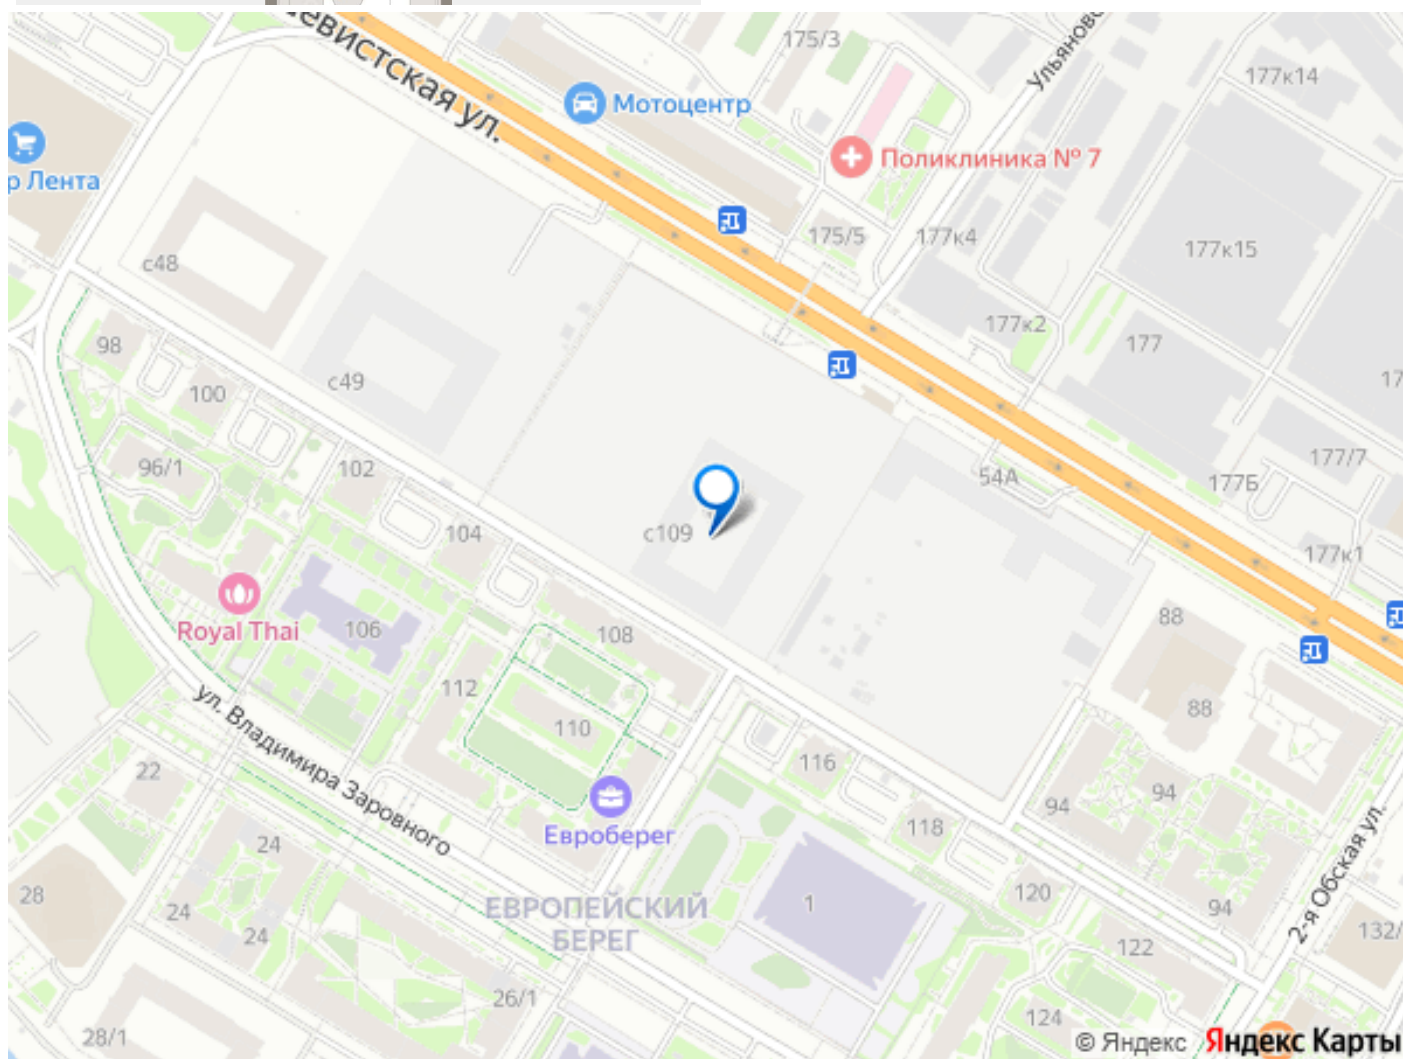 175/3
Ульяновс
177к14
евистская ул.
Мотоцентр
Поликлиника № 7
р Лента
175/5
177к4
177к15
с48
177к2
177
98
с49
17
100
96/1
102
54А
177Б
177/7
с109
104
177к1
Royal Thai
106
108
88
112
88
110
ул. Владимира Заровного
22
116
94
94
Евроберег
118
24
28
24
24
ЕВРОПЕЙСКИЙ
БЕРЕГ
1
120
94
2-я Обская ул.
132/
122
26/1
28/1
124
© Яндекс Яндекс Карты